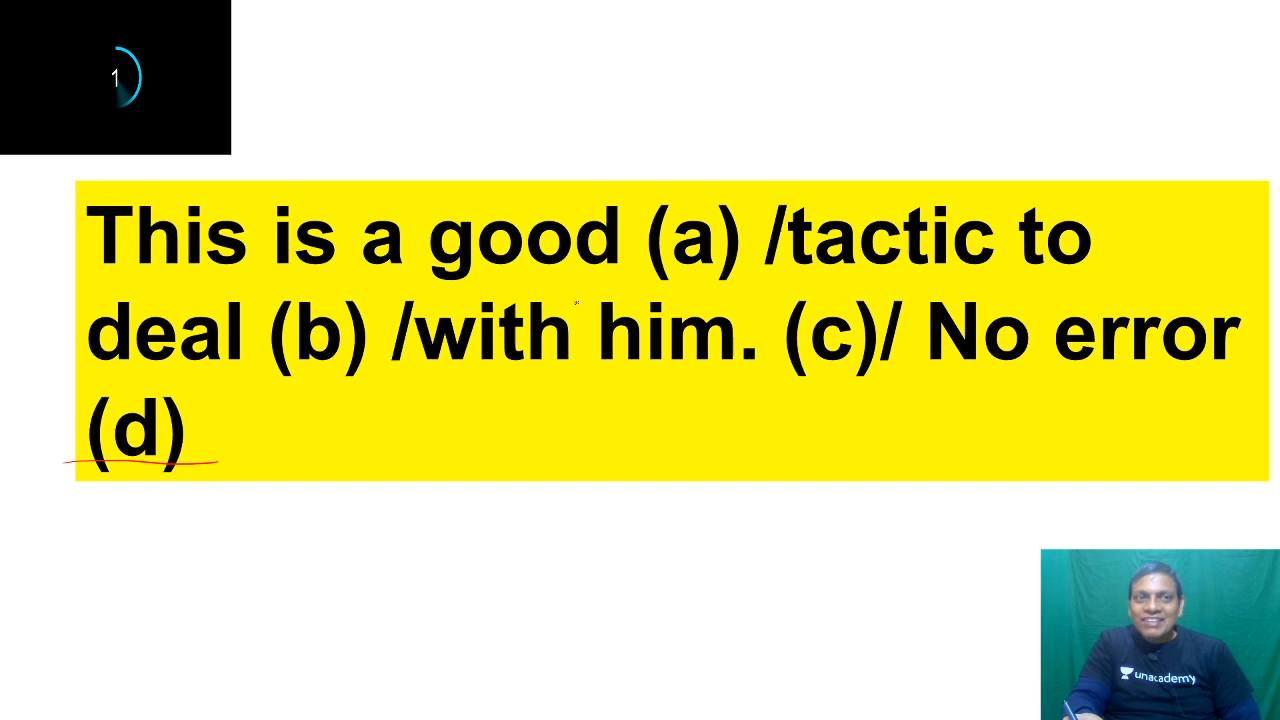 1
This is a good (a) /tactic to
deal (b) /with him. (c)/ No error
(d)
unacademy